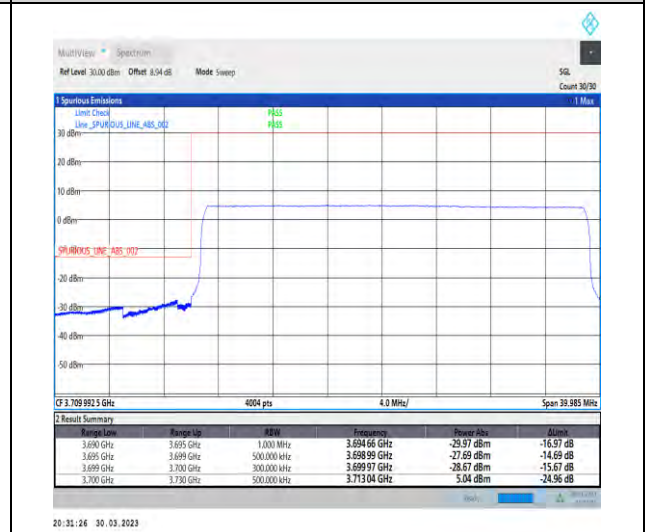 MultiView Spectrum
Ref Level 30.00 dBm Offset 8.94 dB Mode Sweep SGL
Count 30/30
1 Spurious Emissions 1 Max
Limit Check PASS
Line _SPURIOUS_LINE_ABS_002 PASS
30 dBm
20 dBm
10 dBm
0 dBm
_SPURIOUS_LINE_ABS_002
-20 dBm
-30 dBm
-40 dBm
-50 dBm
CF 3.709 992 5 GHz 4004 pts 4.0 MHz/ Span 39.985 MHz
2 Result Summary
Range Low Range Up RBW Frequency Power Abs ΔLimit
3.690 GHz 3.695 GHz 1.000 MHz 3.694 66 GHz -29.97 dBm -16.97 dB
3.695 GHz 3.699 GHz 500.000 kHz 3.698 99 GHz -27.69 dBm -14.69 dB
3.699 GHz 3.700 GHz 300.000 kHz 3.699 97 GHz -28.67 dBm -15.67 dB
3.700 GHz 3.730 GHz 500.000 kHz 3.713 04 GHz 5.04 dBm -24.96 dB
Ready
20:31:26 30.03.2023